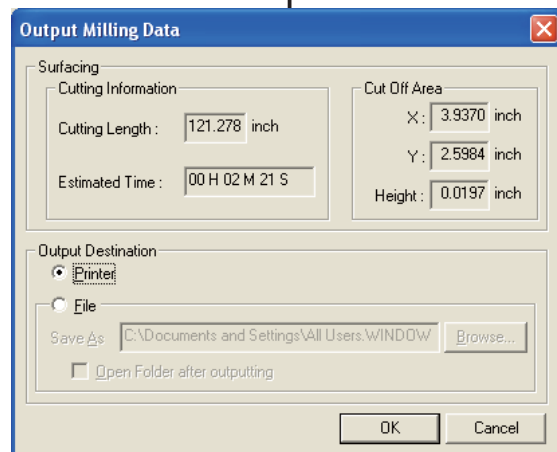 Output Milling Data
Surfacing
Cutting Information
Cutting Length : 121.278 inch
Estimated Time : 00 H 02 M 21 S
Cut Off Area
X : 3.9370 inch
Y : 2.5984 inch
Height : 0.0197 inch
Output Destination
Printer
File
Save As C:\Documents and Settings\All Users.WINDOW Browse...
Open Folder after outputting
OK Cancel